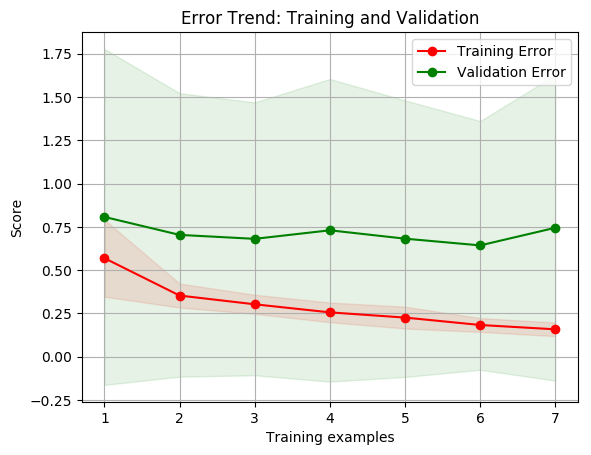 Error Trend: Training and Validation
Training Error
Validation Error
1.75
1.50
1.25
1.00
0.75
0.50
0.25
0.00
−0.25
Score
1 2 3 4 5 6 7
Training examples